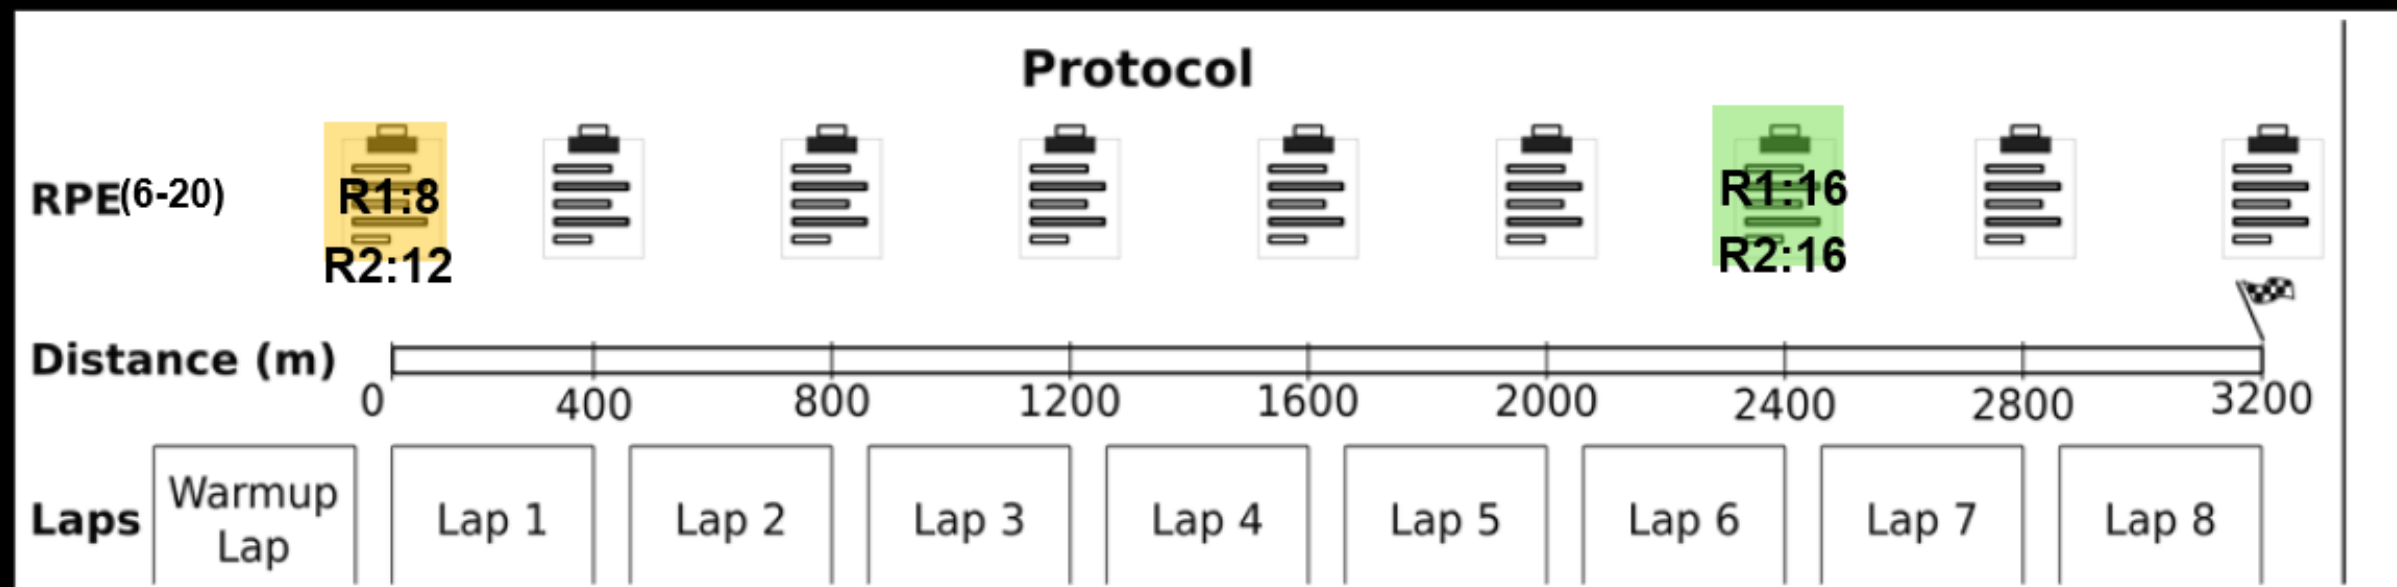 Protocol
RPE(6-20)
R1:8
R2:12
R1:16
R2:16
Distance (m)
0 400 800 1200 1600 2000 2400 2800 3200
Laps
Warmup
Lap
Lap 1
Lap 2
Lap 3
Lap 4
Lap 5
Lap 6
Lap 7
Lap 8